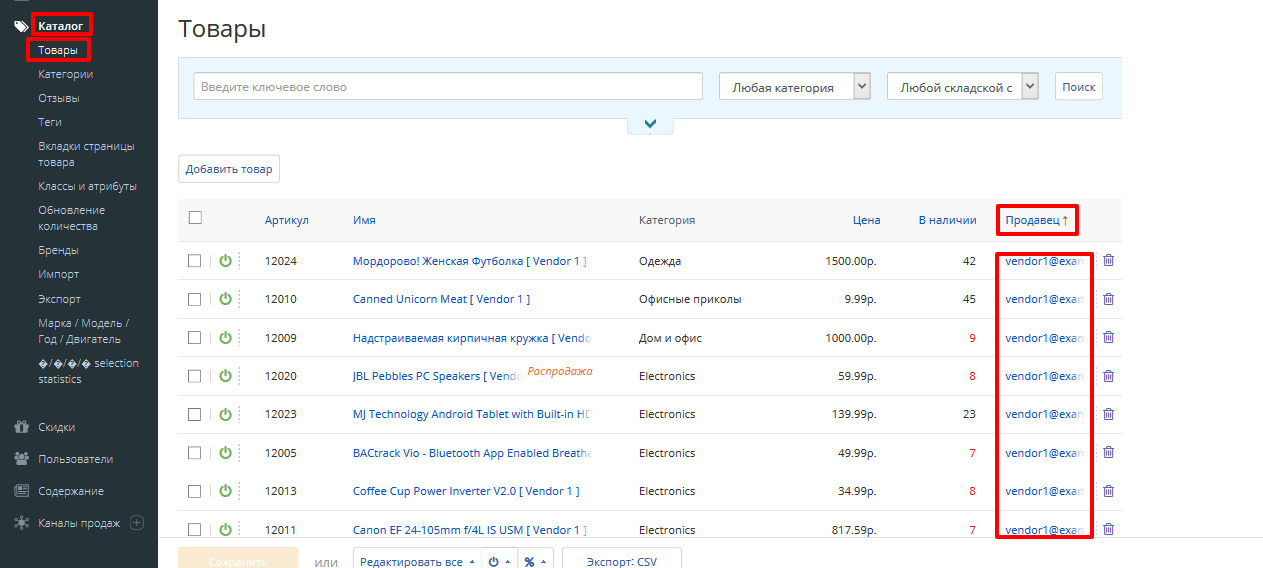 Каталог
Товары
Категории
Отзывы
Теги
Вкладки страницы
товара
Классы и атрибуты
Обновление
количества
Бренды
Импорт
Экспорт
Марка / Модель /
Год / Двигатель
�/�/�/� selection
statistics
Скидки
Пользователи
Содержание
Каналы продаж
Товары
Введите ключевое слово Любая категория Любой складской с Поиск
Добавить товар
Артикул Имя Категория Цена В наличии Продавец ↑
12024 Мордорово! Женская Футболка [ Vendor 1 ] Одежда 1500.00р. 42 vendor1@exam
12010 Canned Unicorn Meat [ Vendor 1 ] Офисные приколы 9.99р. 45 vendor1@exam
12009 Надстраиваемая кирпичная кружка [ Vendo Дом и офис 1000.00р. 9 vendor1@exam
12020 JBL Pebbles PC Speakers [ Vendo Распродажа Electronics 59.99р. 8 vendor1@exam
12023 MJ Technology Android Tablet with Built-in HD Electronics 139.99р. 23 vendor1@exam
12005 BACtrack Vio - Bluetooth App Enabled Breatha Electronics 49.99р. 7 vendor1@exam
12013 Coffee Cup Power Inverter V2.0 [ Vendor 1 ] Electronics 34.99р. 8 vendor1@exam
12011 Canon EF 24-105mm f/4L IS USM [ Vendor 1 ] Electronics 817.59р. 7 vendor1@exam
Сохранить или Редактировать все % Экспорт: CSV